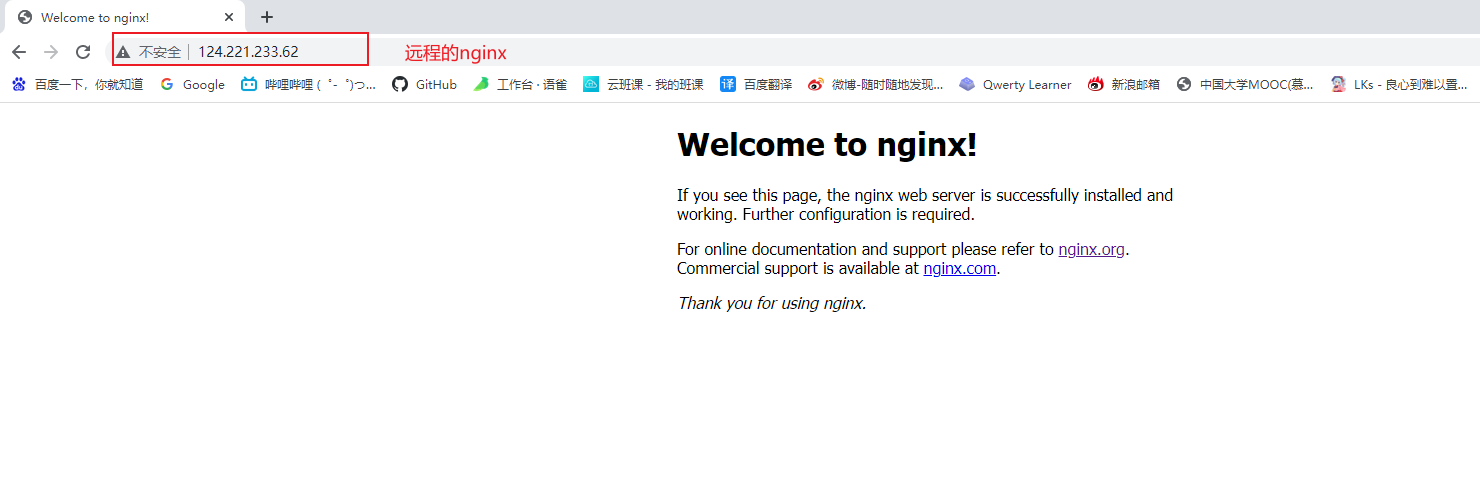 Welcome to nginx!
不安全 124.221.233.62 远程的nginx
百度一下，你就知道 Google 哔哩哔哩 (゜-゜)つ... GitHub 工作台 · 语雀 云班课 - 我的班课 译 百度翻译 微博-随时随地发现... Qwerty Learner 新浪邮箱 中国大学MOOC(慕... LKs - 良心到难以置...
Welcome to nginx!
If you see this page, the nginx web server is successfully installed and
working. Further configuration is required.
For online documentation and support please refer to nginx.org.
Commercial support is available at nginx.com.
Thank you for using nginx.